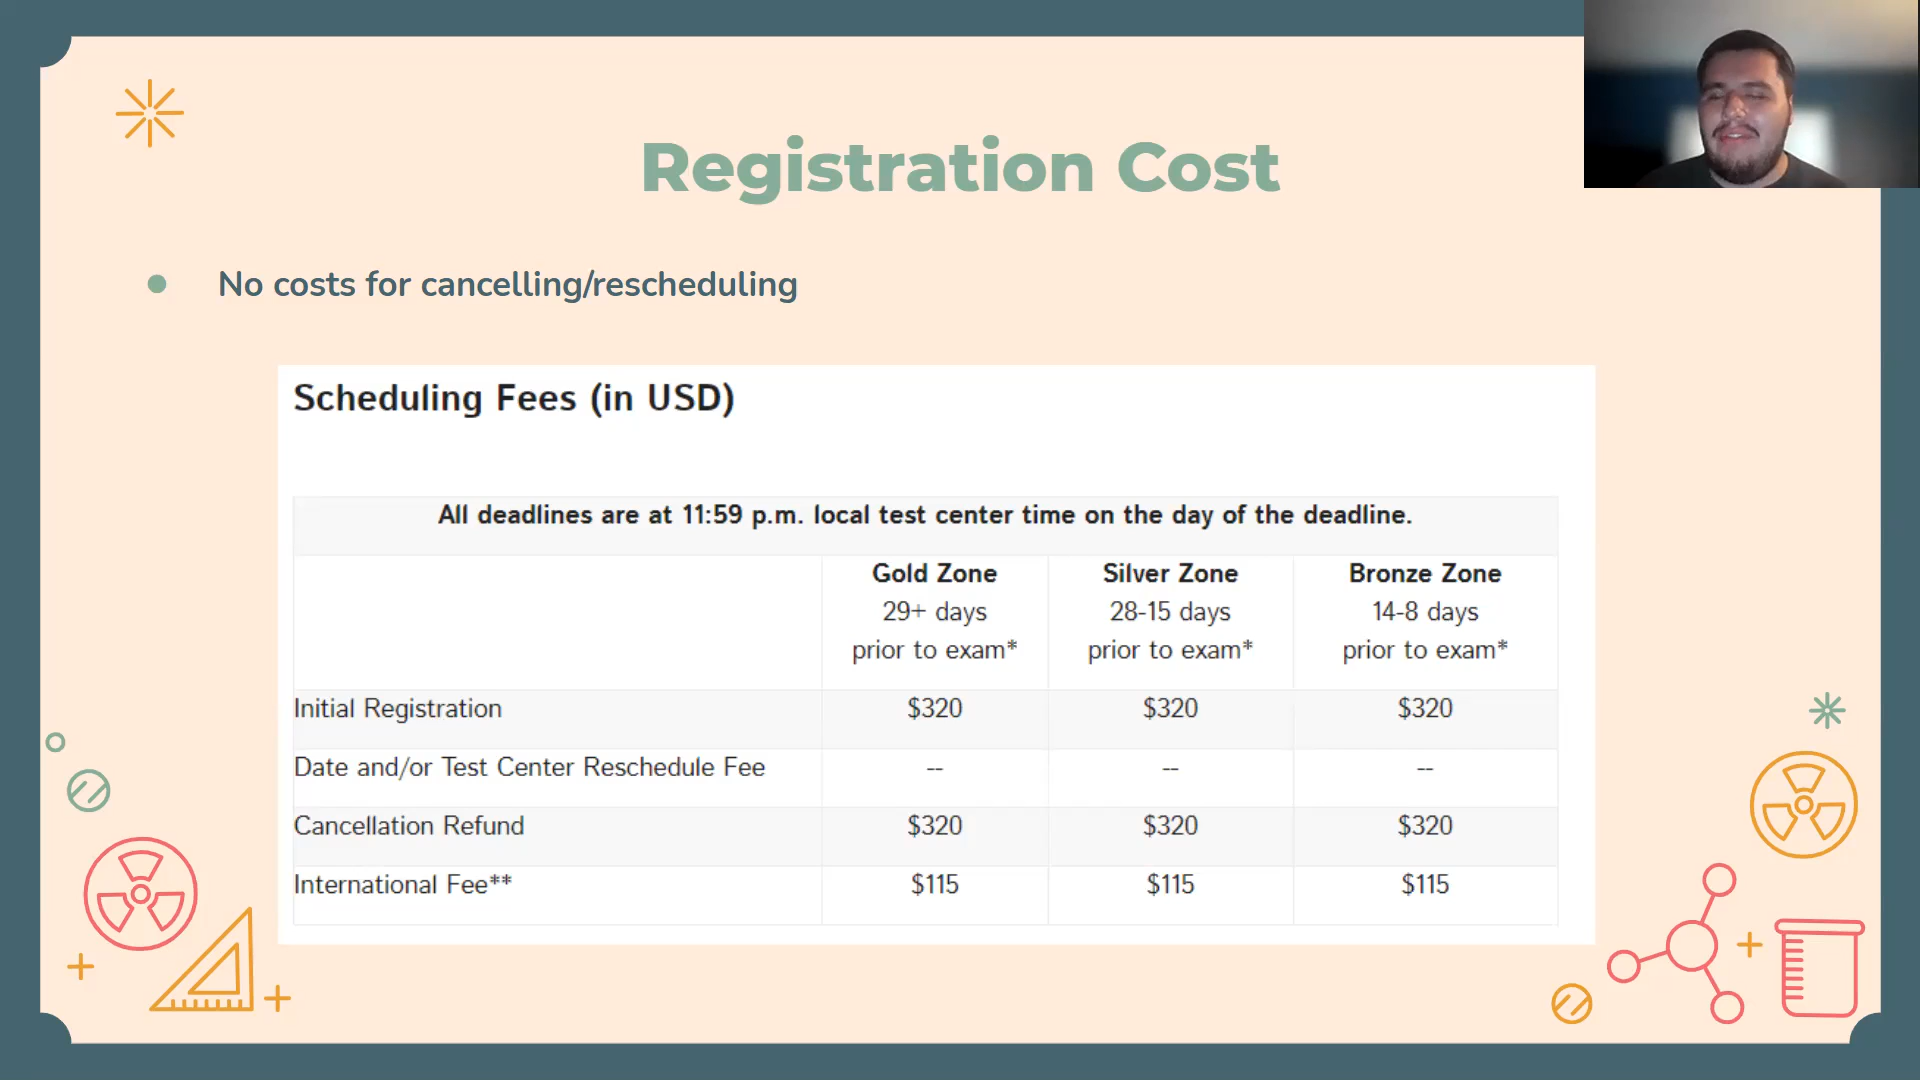 Registration Cost
No costs for cancelling/rescheduling
Scheduling Fees (in USD)
All deadlines are at 11:59 p.m. local test center time on the day of the deadline.
Gold Zone Silver Zone Bronze Zone
29+ days 28-15 days 14-8 days
prior to exam* prior to exam* prior to exam*
Initial Registration $320 $320 $320
Date and/or Test Center Reschedule Fee -- -- --
Cancellation Refund $320 $320 $320
International Fee** $115 $115 $115